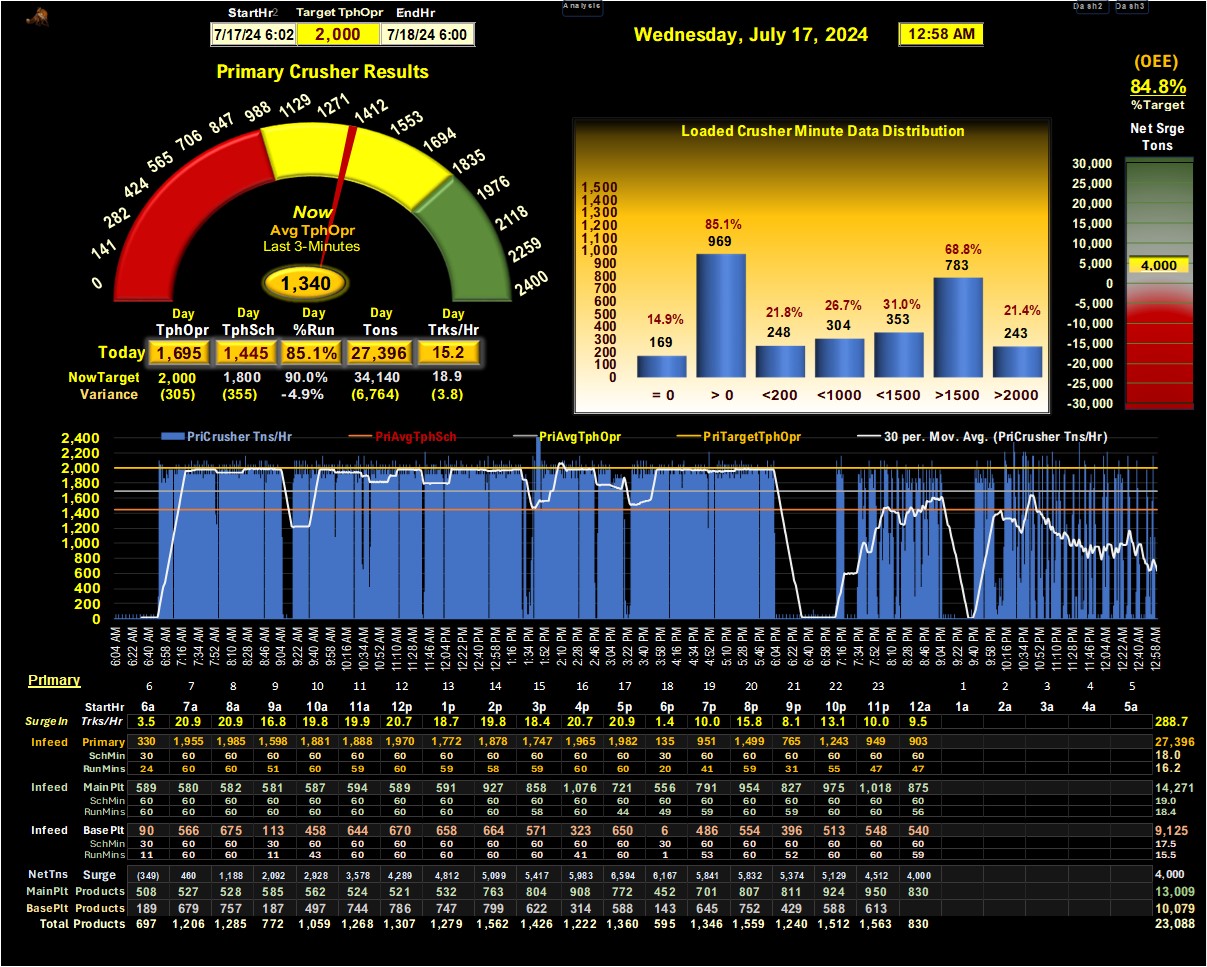 Analysis
Dash2 Dash3
StartHr2 Target TphOpr EndHr
7/17/24 6:02 2,000 7/18/24 6:00
Wednesday, July 17, 2024 12:58 AM
(OEE)
84.8%
%Target
Net Srge
Tons
30,000
25,000
20,000
15,000
10,000
5,000
4,000
0
-5,000
-10,000
-15,000
-20,000
-25,000
-30,000
Primary Crusher Results
0 141 282 424 565 706 847 988 1129 1271 1412 1553 1694 1835 1976 2118 2259 2400
Now
Avg TphOpr
Last 3-Minutes
1,340
Day Day Day Day Day
TphOpr TphSch %Run Tons Trks/Hr
Today 1,695 1,445 85.1% 27,396 15.2
NowTarget 2,000 1,800 90.0% 34,140 18.9
Variance (305) (355) -4.9% (6,764) (3.8)
Loaded Crusher Minute Data Distribution
1,500
1,400
1,300
1,200
1,100
1,000
900
800
700
600
500
400
300
200
100
0
14.9% 85.1% 21.8% 26.7% 31.0% 68.8% 21.4%
169 969 248 304 353 783 243
= 0 > 0 <200 <1000 <1500 >1500 >2000
PriCrusher Tns/Hr PriAvgTphSch PriAvgTphOpr PriTargetTphOpr 30 per. Mov. Avg. (PriCrusher Tns/Hr)
2,400
2,200
2,000
1,800
1,600
1,400
1,200
1,000
800
600
400
200
0
6:04 AM 6:22 AM 6:40 AM 6:58 AM 7:16 AM 7:34 AM 7:52 AM 8:10 AM 8:28 AM 8:46 AM 9:04 AM 9:22 AM 9:40 AM 9:58 AM 10:16 AM 10:34 AM 10:52 AM 11:10 AM 11:28 AM 11:46 AM 12:04 PM 12:22 PM 12:40 PM 12:58 PM 1:16 PM 1:34 PM 1:52 PM 2:10 PM 2:28 PM 2:46 PM 3:04 PM 3:22 PM 3:40 PM 3:58 PM 4:16 PM 4:34 PM 4:52 PM 5:10 PM 5:28 PM 5:46 PM 6:04 PM 6:22 PM 6:40 PM 6:58 PM 7:16 PM 7:34 PM 7:52 PM 8:10 PM 8:28 PM 8:46 PM 9:04 PM 9:22 PM 9:40 PM 9:58 PM 10:16 PM 10:34 PM 10:52 PM 11:10 PM 11:28 PM 11:46 PM 12:04 AM 12:22 AM 12:40 AM 12:58 AM
Primary
6 7 8 9 10 11 12 13 14 15 16 17 18 19 20 21 22 23 1 2 3 4 5
StartHr 6a 7a 8a 9a 10a 11a 12p 1p 2p 3p 4p 5p 6p 7p 8p 9p 10p 11p 12a 1a 2a 3a 4a 5a
SurgeIn Trks/Hr 3.5 20.9 20.9 16.8 19.8 19.9 20.7 18.7 19.8 18.4 20.7 20.9 1.4 10.0 15.8 8.1 13.1 10.0 9.5 288.7
Infeed Primary 330 1,955 1,985 1,598 1,881 1,888 1,970 1,772 1,878 1,747 1,965 1,982 135 951 1,499 765 1,243 949 903 27,396
SchMin 30 60 60 60 60 60 60 60 60 60 60 60 30 60 60 60 60 60 60 18.0
RunMins 24 60 60 51 60 59 60 59 58 59 60 60 20 41 59 31 55 47 47 16.2
Infeed MainPlt 589 580 582 581 587 594 589 591 927 858 1,076 721 556 791 954 827 975 1,018 875 14,271
SchMin 60 60 60 60 60 60 60 60 60 60 60 60 60 60 60 60 60 60 60 19.0
RunMins 60 60 60 60 60 60 60 60 60 58 60 44 49 59 60 59 60 60 56 18.4
Infeed BasePlt 90 566 675 113 458 644 670 658 664 571 323 650 6 486 554 396 513 548 540 9,125
SchMin 30 60 60 30 60 60 60 60 60 60 60 60 30 60 60 60 60 60 60 17.5
RunMins 11 60 60 11 43 60 60 60 60 60 41 60 1 53 60 52 60 60 59 15.5
NetTns Surge (349) 460 1,188 2,092 2,928 3,578 4,289 4,812 5,099 5,417 5,983 6,594 6,167 5,841 5,832 5,374 5,129 4,512 4,000 4,000
MainPlt Products 508 527 528 585 562 524 521 532 763 804 908 772 452 701 807 811 924 950 830 13,009
BasePlt Products 189 679 757 187 497 744 786 747 799 622 314 588 143 645 752 429 588 613 10,079
Total Products 697 1,206 1,285 772 1,059 1,268 1,307 1,279 1,562 1,426 1,222 1,360 595 1,346 1,559 1,240 1,512 1,563 830 23,088